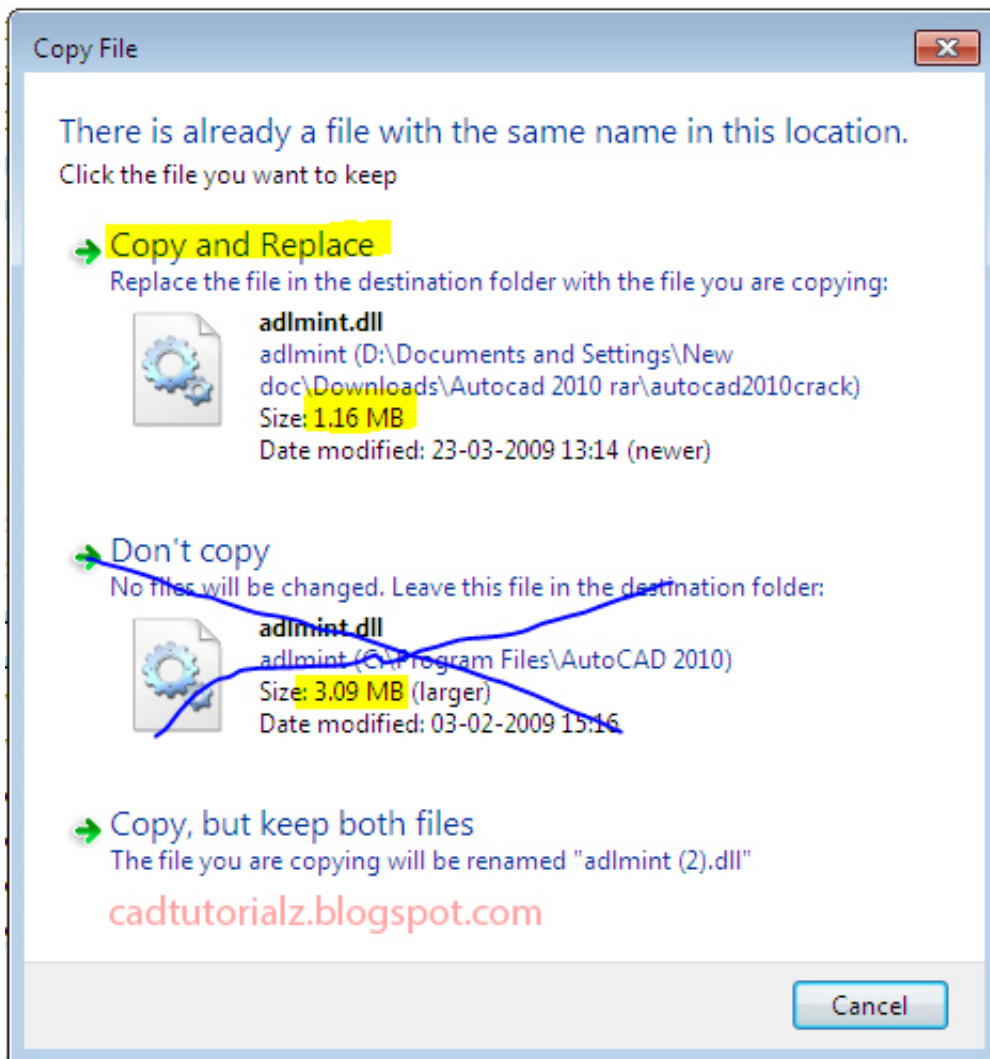 Copy File
There is already a file with the same name in this location.
Click the file you want to keep
Copy and Replace
Replace the file in the destination folder with the file you are copying:
adlmint.dll
adlmint (D:\Documents and Settings\New
doc\Downloads\Autocad 2010 rar\autocad2010crack)
Size: 1.16 MB
Date modified: 23-03-2009 13:14 (newer)
Don't copy
No files will be changed. Leave this file in the destination folder:
adlmint.dll
adlmint (C:\Program Files\AutoCAD 2010)
Size: 3.09 MB (larger)
Date modified: 03-02-2009 15:16
Copy, but keep both files
The file you are copying will be renamed "adlmint (2).dll"
cadtutorialz.blogspot.com
Cancel